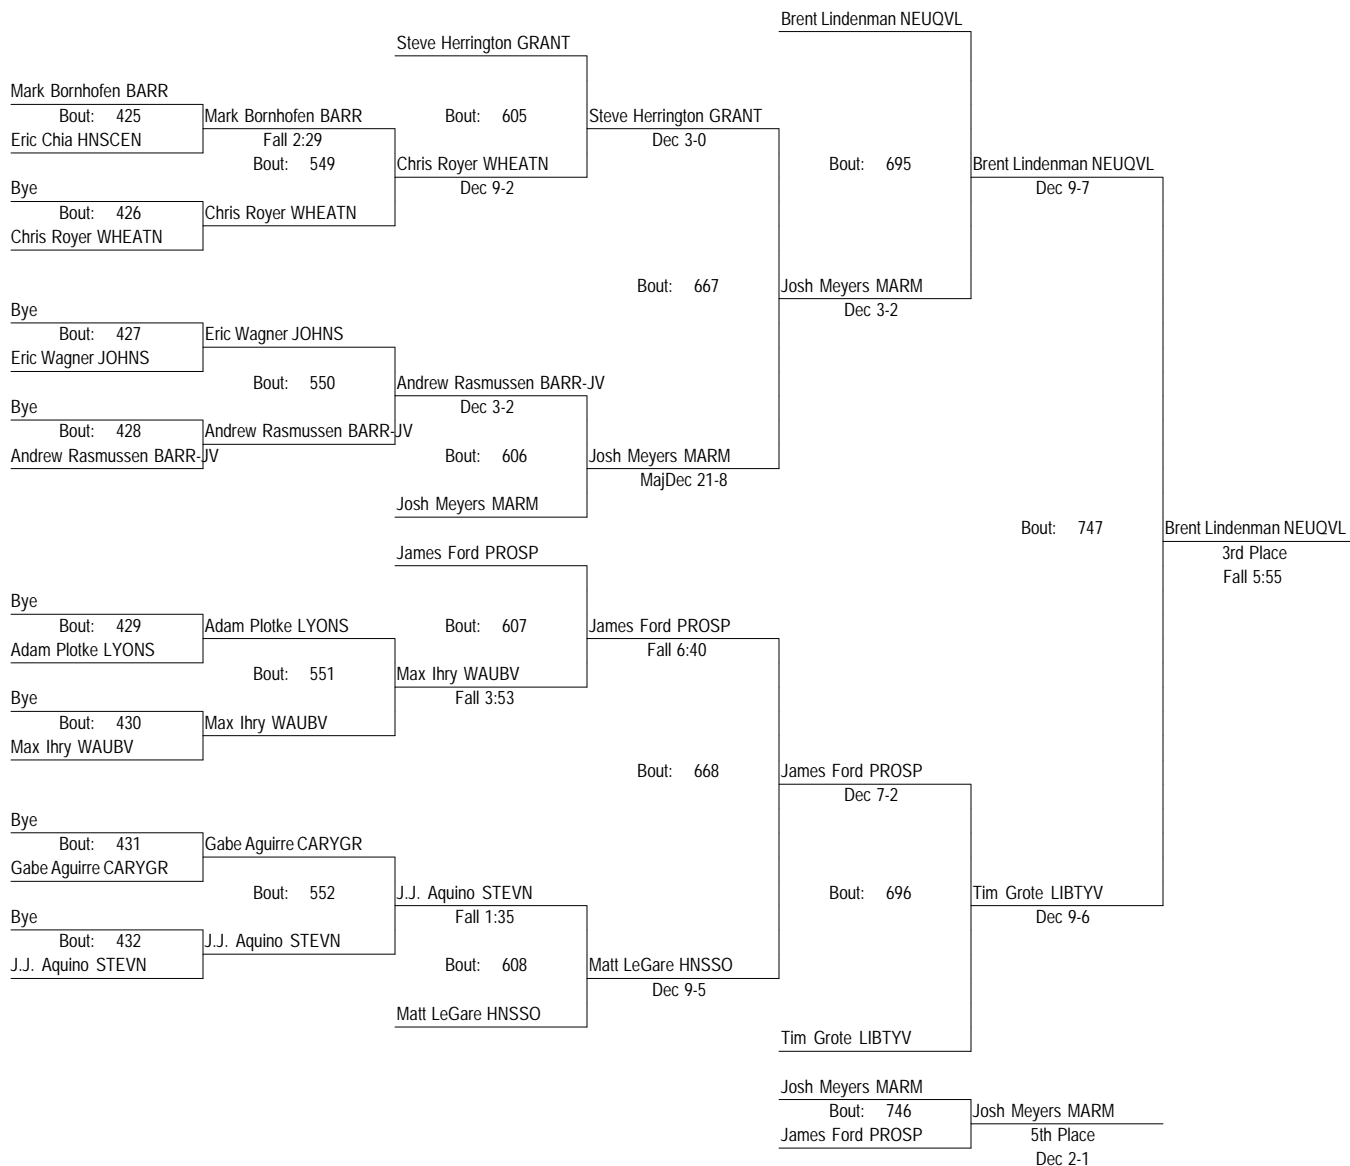 Brent Lindenman NEUQVL
Steve Herrington GRANT
Mark Bornhofen BARR
Bout: 425
Mark Bornhofen BARR
Bout: 605
Steve Herrington GRANT
Eric Chia HNSCEN
Fall 2:29
Dec 3-0
Bout: 549
Chris Royer WHEATN
Bout: 695
Brent Lindenman NEUQVL
Bye
Dec 9-2
Dec 9-7
Bout: 426
Chris Royer WHEATN
Chris Royer WHEATN
Bout: 667
Josh Meyers MARM
Bye
Dec 3-2
Bout: 427
Eric Wagner JOHNS
Eric Wagner JOHNS
Bout: 550
Andrew Rasmussen BARR-JV
Bye
Dec 3-2
Bout: 428
Andrew Rasmussen BARR-JV
Andrew Rasmussen BARR-JV
Bout: 606
Josh Meyers MARM
MajDec 21-8
Josh Meyers MARM
Bout: 747
Brent Lindenman NEUQVL
James Ford PROSP
3rd Place
Fall 5:55
Bye
Bout: 429
Adam Plotke LYONS
Bout: 607
James Ford PROSP
Adam Plotke LYONS
Fall 6:40
Bout: 551
Max Ihry WAUBV
Bye
Fall 3:53
Bout: 430
Max Ihry WAUBV
Max Ihry WAUBV
Bout: 668
James Ford PROSP
Dec 7-2
Bye
Bout: 431
Gabe Aguirre CARYGR
Gabe Aguirre CARYGR
Bout: 552
J.J. Aquino STEVN
Bout: 696
Tim Grote LIBTYV
Bye
Fall 1:35
Dec 9-6
Bout: 432
J.J. Aquino STEVN
J.J. Aquino STEVN
Bout: 608
Matt LeGare HNSSO
Dec 9-5
Matt LeGare HNSSO
Tim Grote LIBTYV
Josh Meyers MARM
Bout: 746
Josh Meyers MARM
James Ford PROSP
5th Place
Dec 2-1